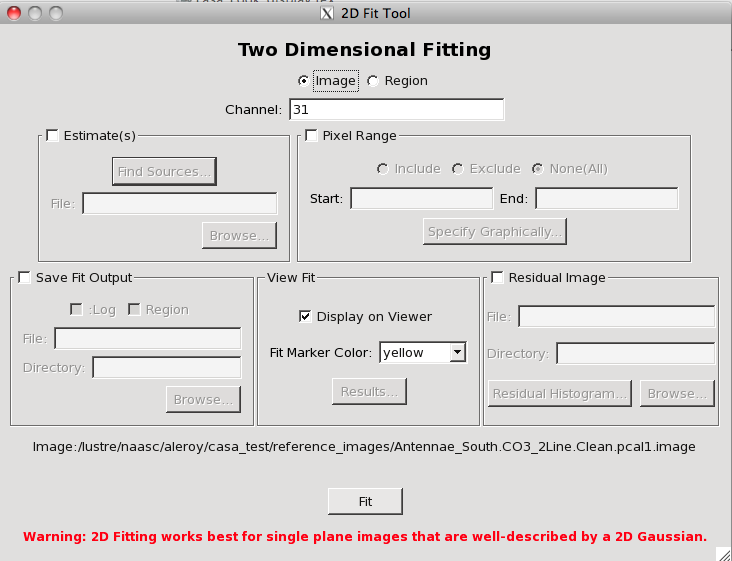 2D Fit Tool
Two Dimensional Fitting
Image Region
Channel: 31
Estimate(s)
Find Sources...
File:
Browse...
Pixel Range
Include Exclude None(All)
Start: End:
Specify Graphically...
Save Fit Output
:Log Region
File:
Directory:
Browse...
View Fit
Display on Viewer
Fit Marker Color: yellow
Results...
Residual Image
File:
Directory:
Residual Histogram... Browse...
Image:/lustre/naasc/aleroy/casa_test/reference_images/Antennae_South.CO3_2Line.Clean.pcal1.image
Fit
Warning: 2D Fitting works best for single plane images that are well-described by a 2D Gaussian.